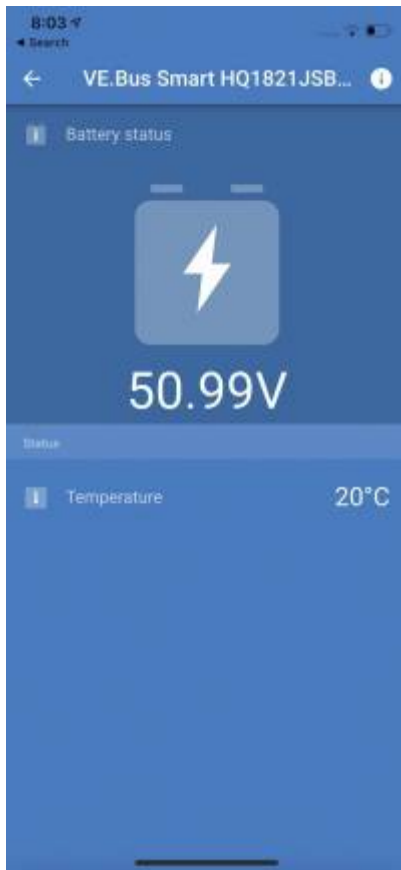 8:03
◀ Search
VE.Bus Smart HQ1821JSB...
Battery status
50.99V
Status
Temperature 20°C